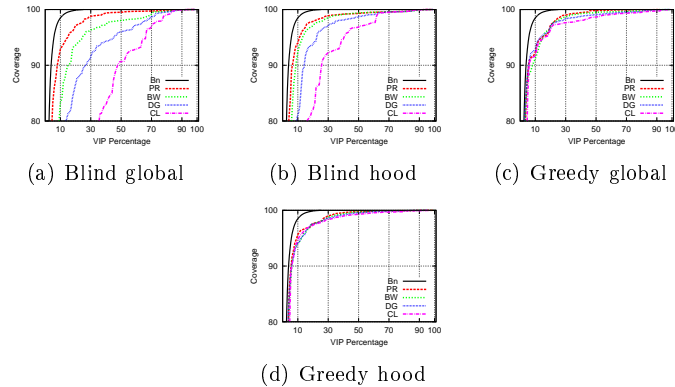 100
90
80
Coverage
Bn
PR
BW
DG
CL
10 30 50 70 90 100
VIP Percentage
(a) Blind global
100
90
80
Coverage
Bn
PR
BW
DG
CL
10 30 50 70 90 100
VIP Percentage
(b) Blind hood
100
90
80
Coverage
Bn
PR
BW
DG
CL
10 30 50 70 90 100
VIP Percentage
(c) Greedy global
100
90
80
Coverage
Bn
PR
BW
DG
CL
10 30 50 70 90 100
VIP Percentage
(d) Greedy hood